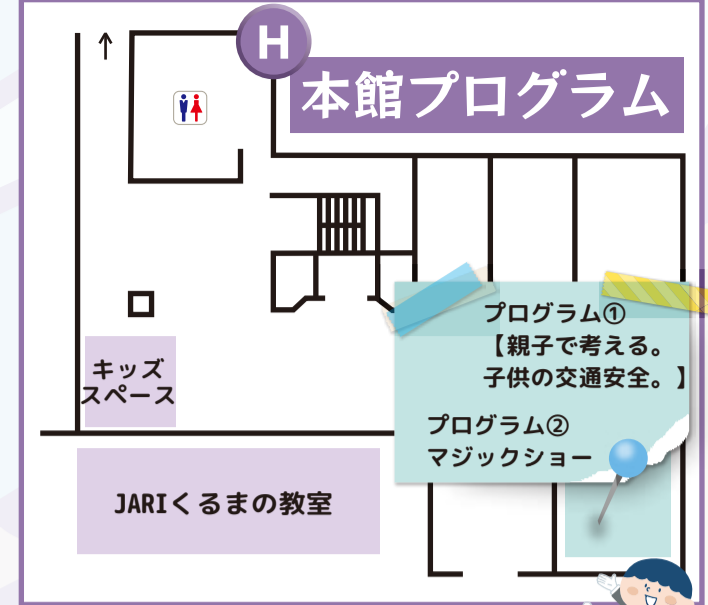 H
本館プログラム
プログラム①
【親子で考える。
子供の交通安全。】
プログラム②
マジックショー
キッズ
スペース
JARIくるまの教室